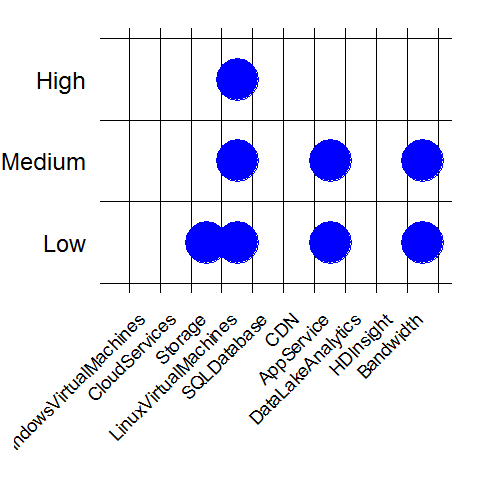 High
Medium
Low
ndowsVirtualMachines
CloudServices
Storage
LinuxVirtualMachines
SQLDatabase
CDN
AppService
DataLakeAnalytics
HDInsight
Bandwidth